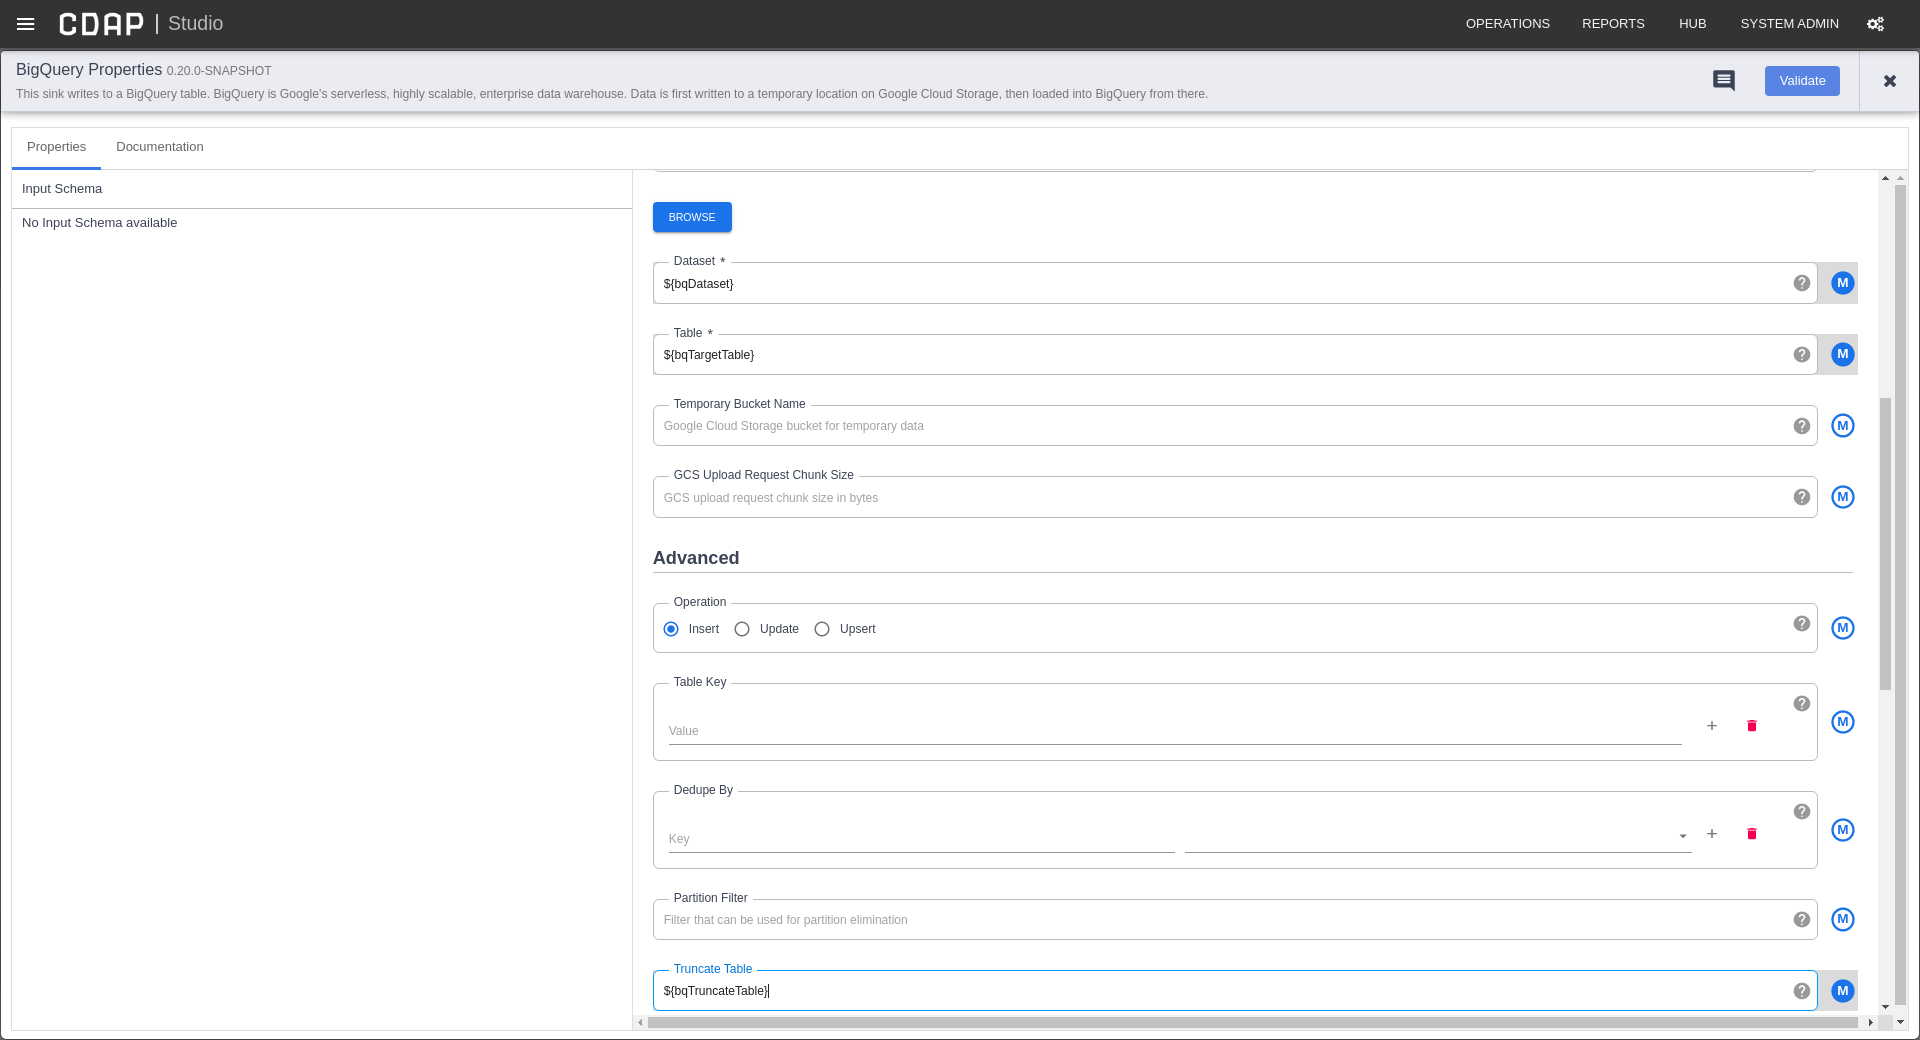 CDAP | Studio
OPERATIONS REPORTS HUB SYSTEM ADMIN
BigQuery Properties 0.20.0-SNAPSHOT
This sink writes to a BigQuery table. BigQuery is Google's serverless, highly scalable, enterprise data warehouse. Data is first written to a temporary location on Google Cloud Storage, then loaded into BigQuery from there.
Validate
Properties Documentation
Input Schema
No Input Schema available
BROWSE
Dataset *
${bqDataset}
M
Table *
${bqTargetTable}
M
Temporary Bucket Name
Google Cloud Storage bucket for temporary data
M
GCS Upload Request Chunk Size
GCS upload request chunk size in bytes
M
Advanced
Operation
Insert Update Upsert
M
Table Key
Value
M
Dedupe By
Key
M
Partition Filter
Filter that can be used for partition elimination
M
Truncate Table
${bqTruncateTable}
M